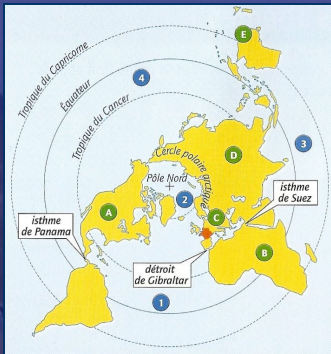 E
Tropique du Capricorne
Équateur
Tropique du Cancer
4
3
Cercle polaire arctique
D
Pôle Nord
isthme
de Suez
A
2
C
isthme
de Panama
B
détroit
de Gibraltar
1